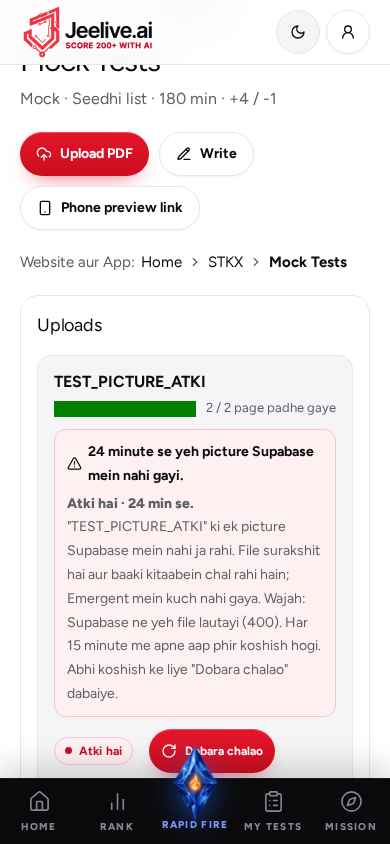 Jeelive.ai
SCORE 200+ WITH AI
Mock Tests
Mock · Seedhi list · 180 min · +4 / -1
Upload PDF
Write
Phone preview link
Website aur App: Home > STKX > Mock Tests
Uploads
TEST_PICTURE_ATKI
2 / 2 page padhe gaye
24 minute se yeh picture Supabase
mein nahi gayi.
Atki hai · 24 min se.
"TEST_PICTURE_ATKI" ki ek picture
Supabase mein nahi ja rahi. File surakshit
hai aur baaki kitaabein chal rahi hain;
Emergent mein kuch nahi gaya. Wajah:
Supabase ne yeh file lautayi (400). Har
15 minute me apne aap phir koshish hogi.
Abhi koshish ke liye "Dobara chalao"
dabaiye.
Atki hai
Dobara chalao
HOME
RANK
RAPID FIRE
MY TESTS
MISSION